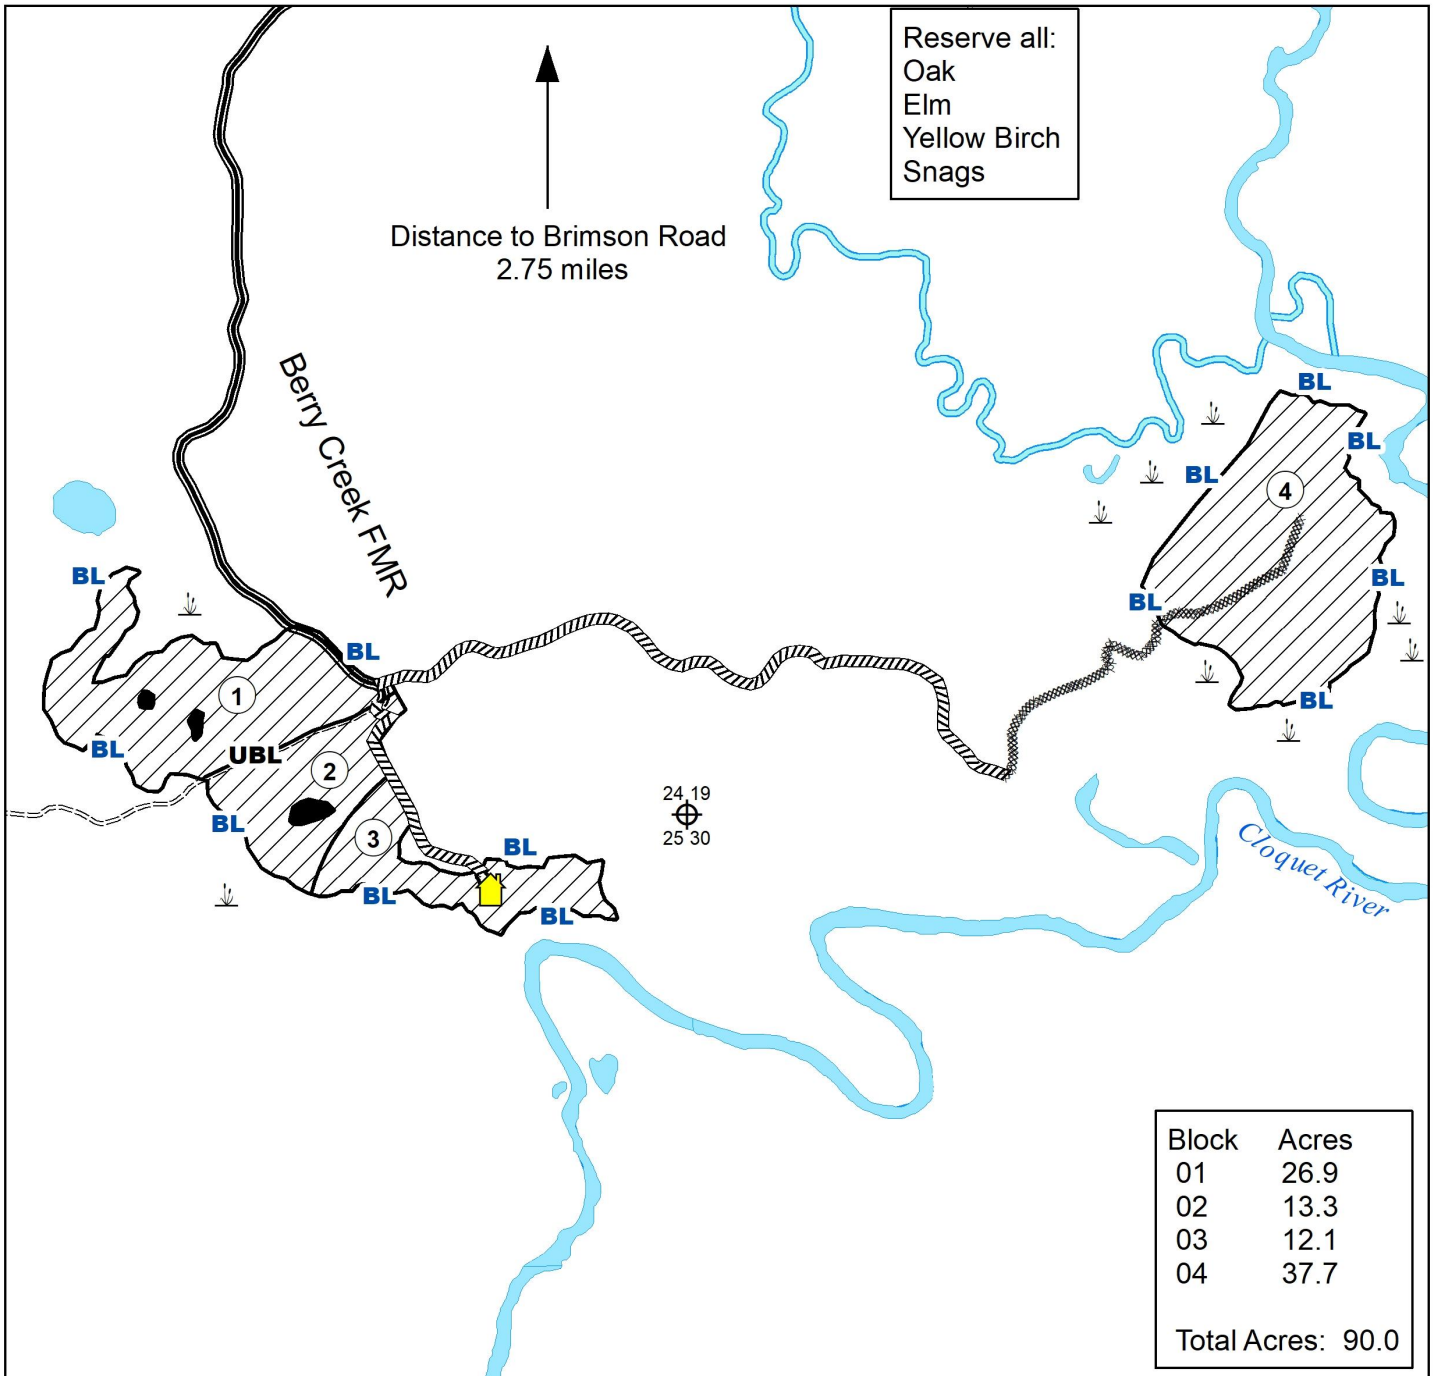 Reserve all:
Oak
Elm
Yellow Birch
Snags
Distance to Brimson Road
2.75 miles
Berry Creek FMR
BL
BL
BL
4
BL
BL
BL
BL
BL
1
BL
UBL
2
BL
3
BL
BL
BL
BL
24 19
25 30
Cloquet River
Block Acres
01 26.9
02 13.3
03 12.1
04 37.7
Total Acres: 90.0